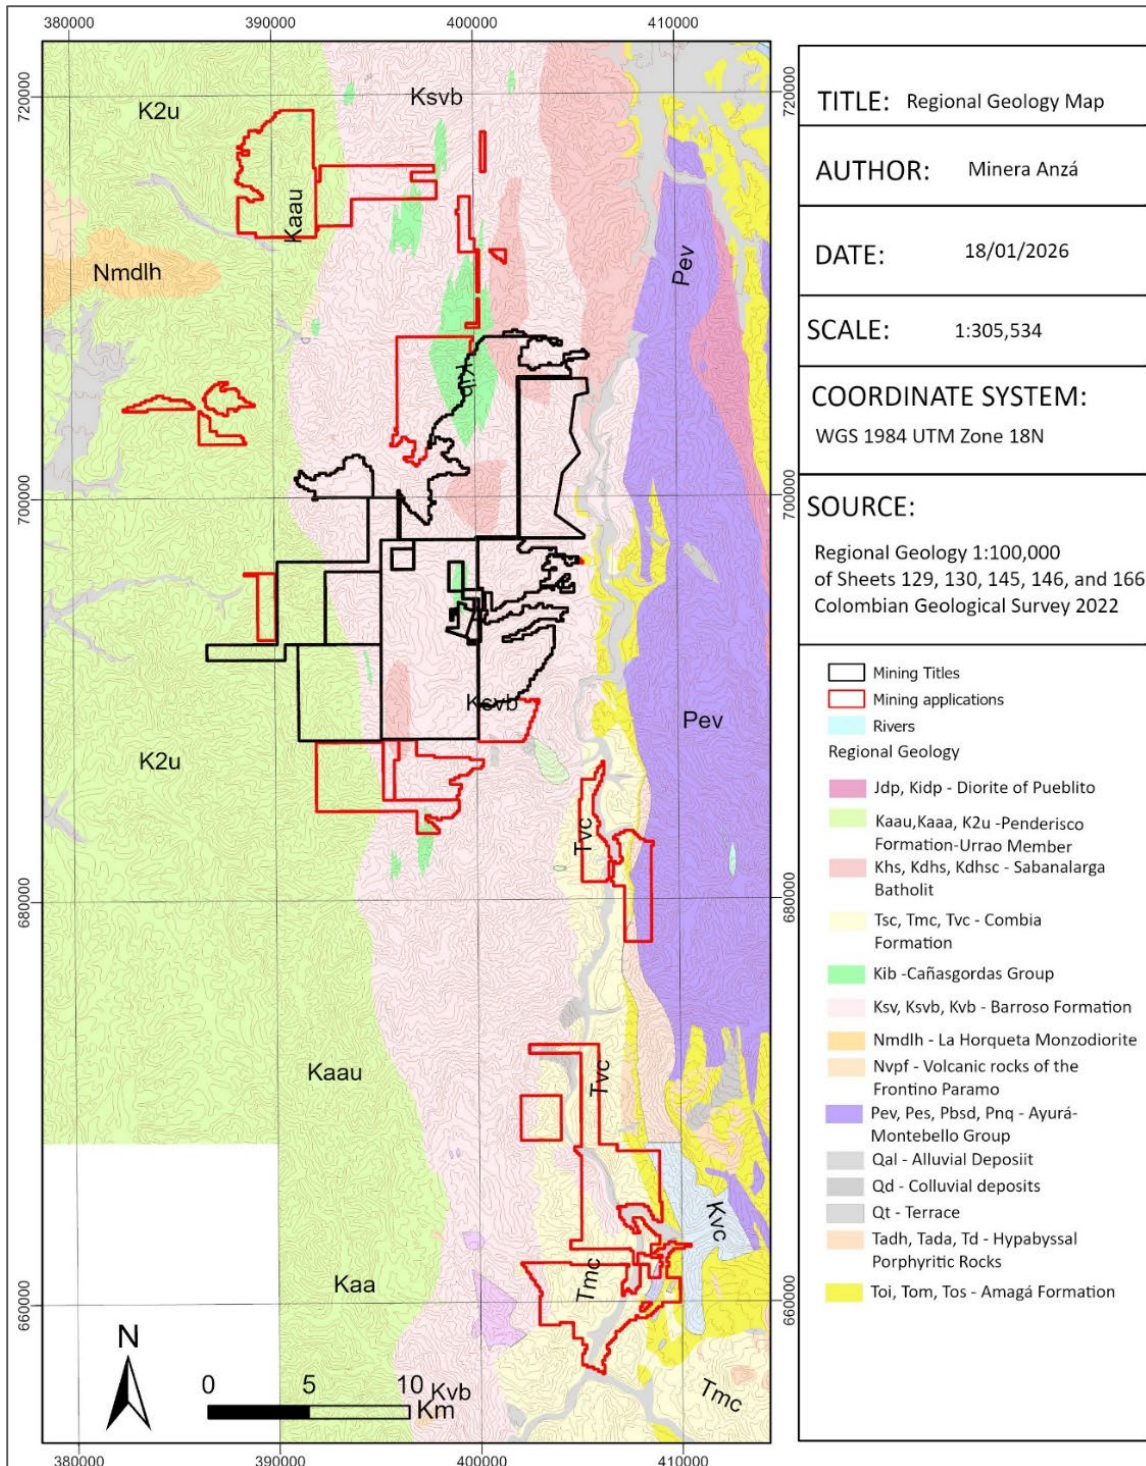 380000
390000
400000
410000
720000
720000
K2u
Ksvb
Kaau
Nmdlh
Pev
Kib
700000
700000
Ksvb
Pev
K2u
Tvc
680000
680000
Kaau
Tvc
Kvc
Kaa
Tmc
660000
660000
Kvb
Tmc
N
0
5
10
Km
380000
390000
400000
410000
TITLE: Regional Geology Map
AUTHOR: Minera Anzá
DATE: 18/01/2026
SCALE: 1:305,534
COORDINATE SYSTEM:
WGS 1984 UTM Zone 18N
SOURCE:
Regional Geology 1:100,000
of Sheets 129, 130, 145, 146, and 166
Colombian Geological Survey 2022
Mining Titles
Mining applications
Rivers
Regional Geology
Jdp, Kidp - Diorite of Pueblito
Kaau,Kaaa, K2u -Penderisco
Formation-Urrao Member
Khs, Kdhs, Kdhsc - Sabanalarga
Batholit
Tsc, Tmc, Tvc - Combia
Formation
Kib -Cañasgordas Group
Ksv, Ksvb, Kvb - Barroso Formation
Nmdlh - La Horqueta Monzodiorite
Nvpf - Volcanic rocks of the
Frontino Paramo
Pev, Pes, Pbsd, Pnq - Ayurá-
Montebello Group
Qal - Alluvial Deposiit
Qd - Colluvial deposits
Qt - Terrace
Tadh, Tada, Td - Hypabyssal
Porphyritic Rocks
Toi, Tom, Tos - Amagá Formation